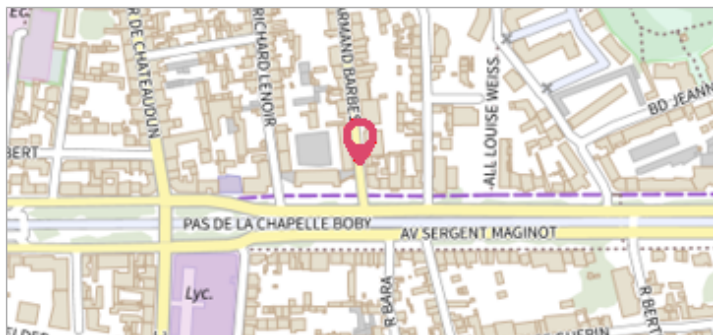 R DE CHATEAUDUN
RICHARD LENOIR
ARMAND BARBES
ALL LOUISE WEISS
BD JEANN
BERT
PAS DE LA CHAPELLE BOBY
AV SERGENT MAGINOT
Lyc.
R BARA
R BERT